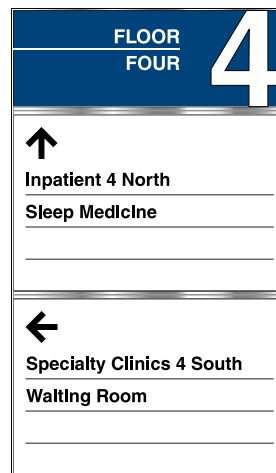 FLOOR
FOUR
4
Inpatient 4 North
Sleep Medicine
Specialty Clinics 4 South
Waiting Room